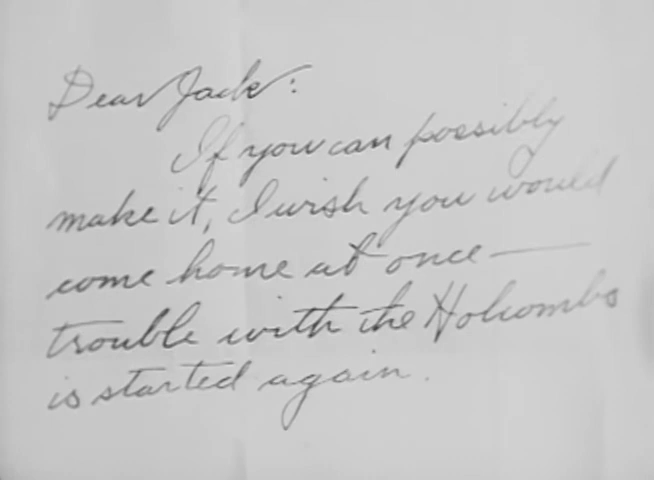 Dear Jack:
If you can possibly
make it, I wish you would
come home at once —
trouble with the Holcombs
is started again.